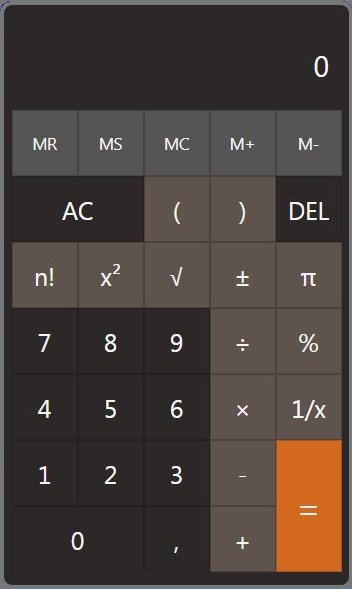 0
MR MS MC M+ M-
AC ( ) DEL
n! x² √ ± π
7 8 9 ÷ %
4 5 6 × 1/x
1 2 3 -
0 , + =